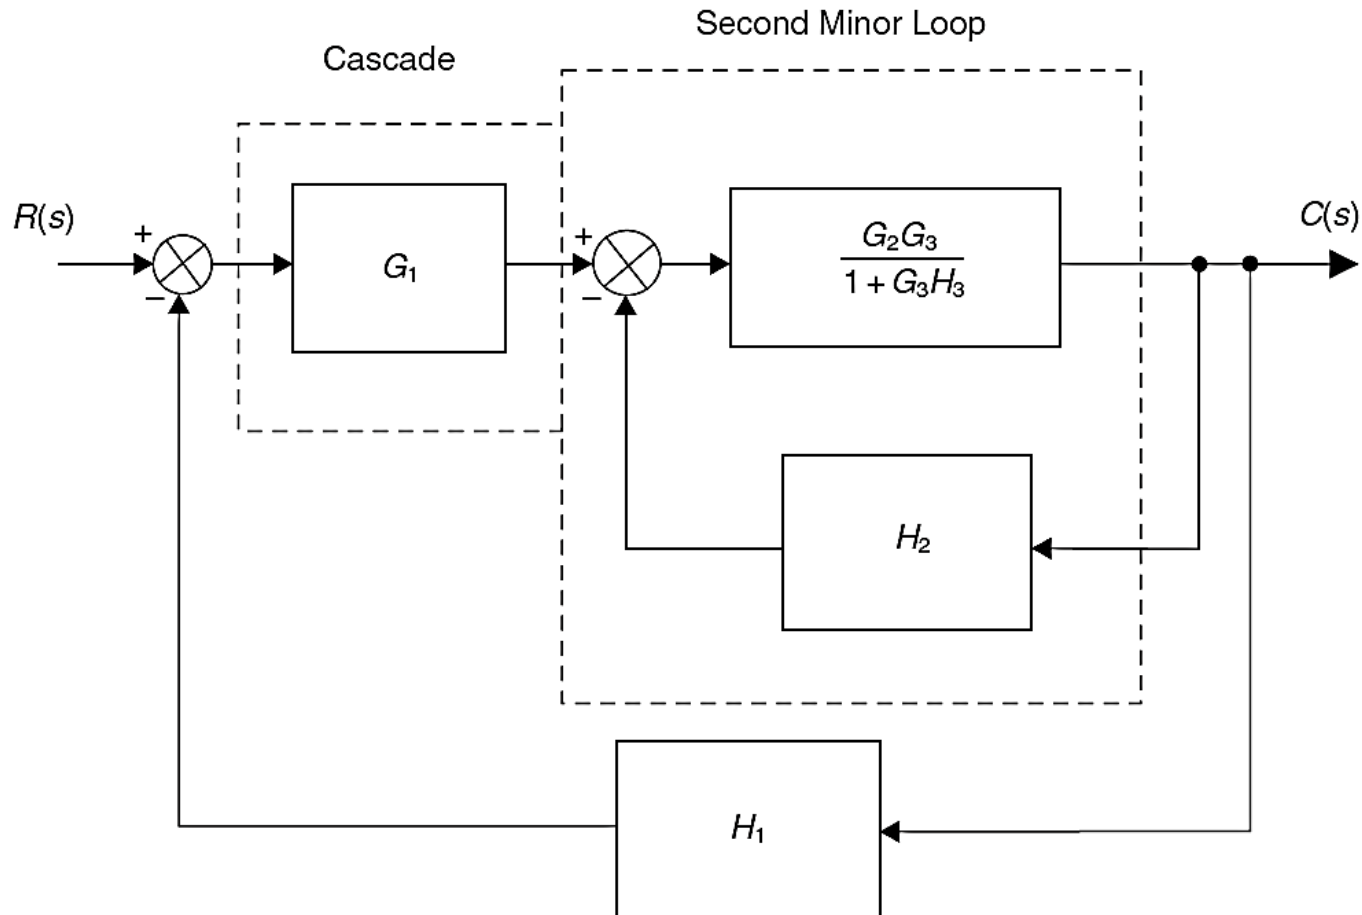 Second Minor Loop
Cascade
R(s)
C(s)
+
−
G₁
+
−
G₂G₃
1 + G₃H₃
H₂
H₁